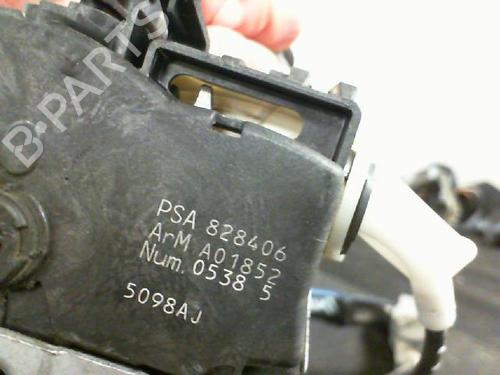 B-PARTS
PSA 828406
ArM A01852
Num. 0538 5
5098AJ